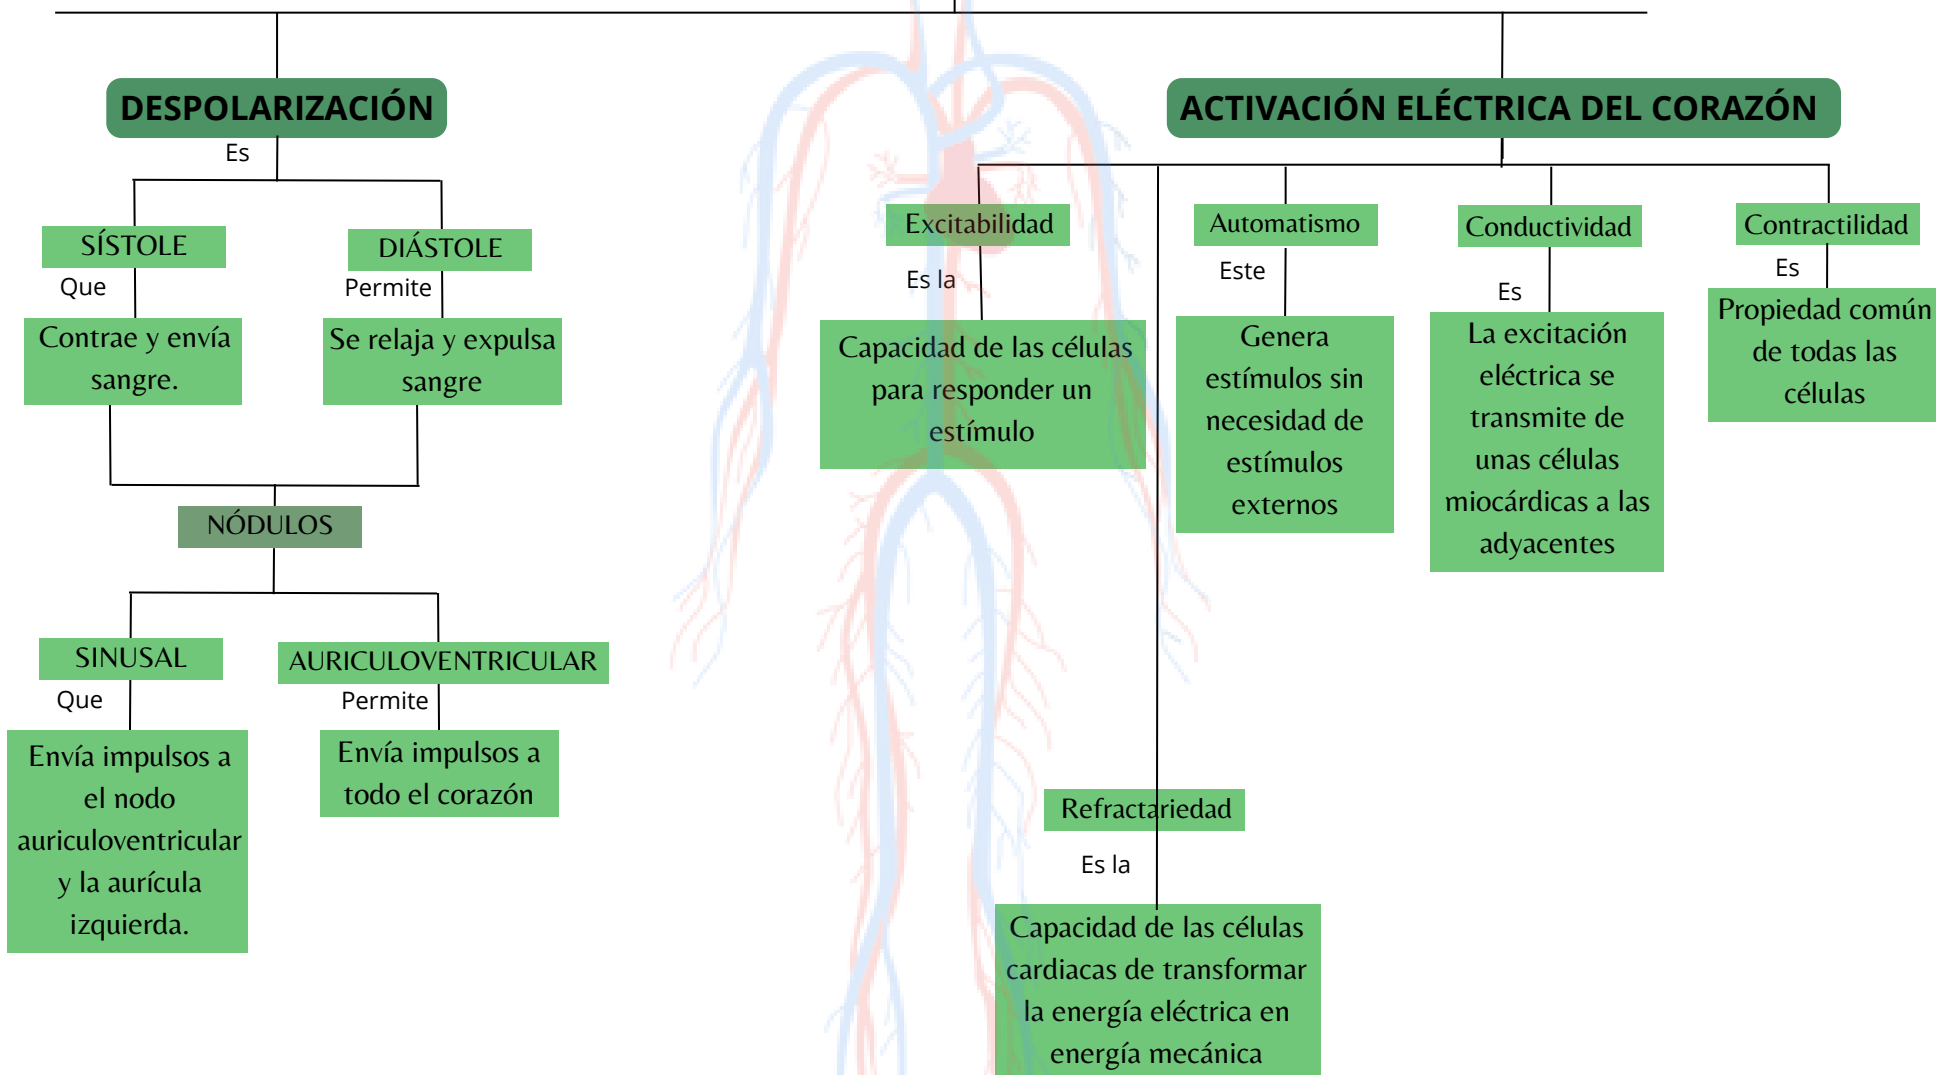 DESPOLARIZACIÓN
Es
SÍSTOLE
Que
Contrae y envía
sangre.
DIÁSTOLE
Permite
Se relaja y expulsa
sangre
NÓDULOS
SINUSAL
Que
Envía impulsos a
el nodo
auriculoventricular
y la aurícula
izquierda.
AURICULOVENTRICULAR
Permite
Envía impulsos a
todo el corazón
ACTIVACIÓN ELÉCTRICA DEL CORAZÓN
Excitabilidad
Es la
Capacidad de las células
para responder un
estímulo
Refractariedad
Es la
Capacidad de las células
cardiacas de transformar
la energía eléctrica en
energía mecánica
Automatismo
Este
Genera
estímulos sin
necesidad de
estímulos
externos
Conductividad
Es
La excitación
eléctrica se
transmite de
unas células
miocárdicas a las
adyacentes
Contractilidad
Es
Propiedad común
de todas las
células